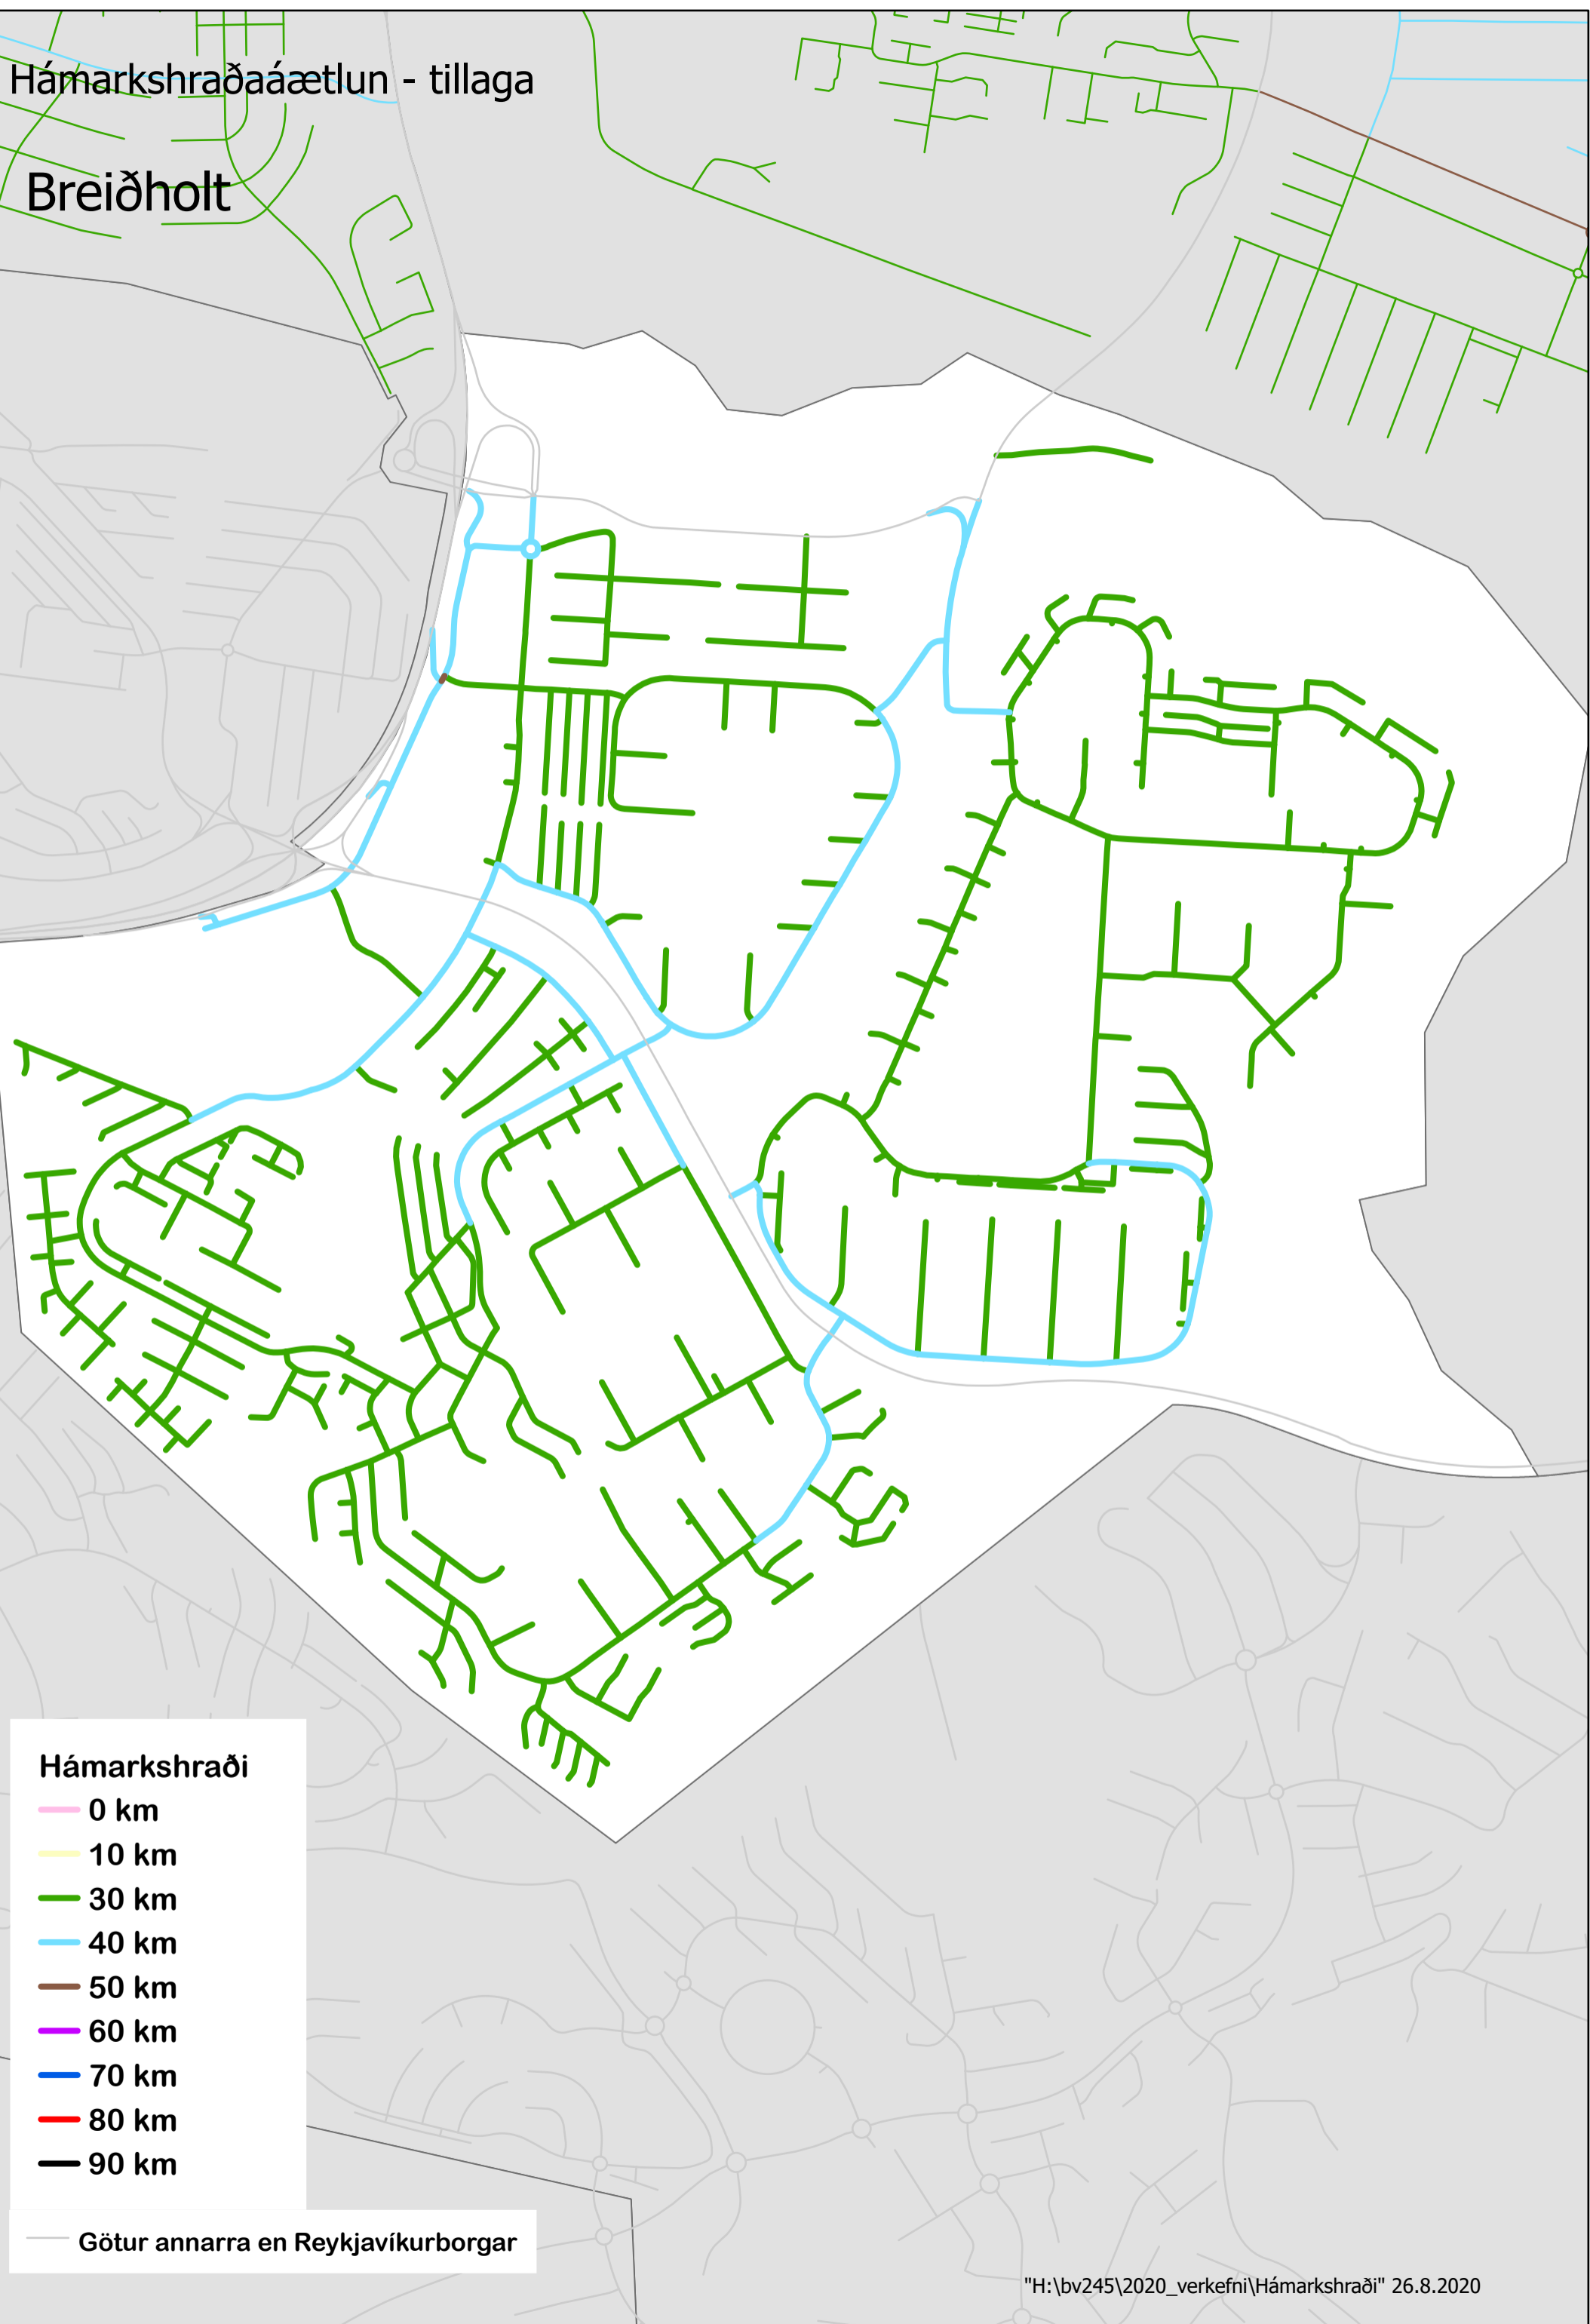 Hámarkshraðaáætlun - tillaga
Breiðholt
Hámarkshraði
0 km
10 km
30 km
40 km
50 km
60 km
70 km
80 km
90 km
Götur annarra en Reykjavíkurborgar
"H:\bv245\2020_verkefni\Hámarkshraði" 26.8.2020